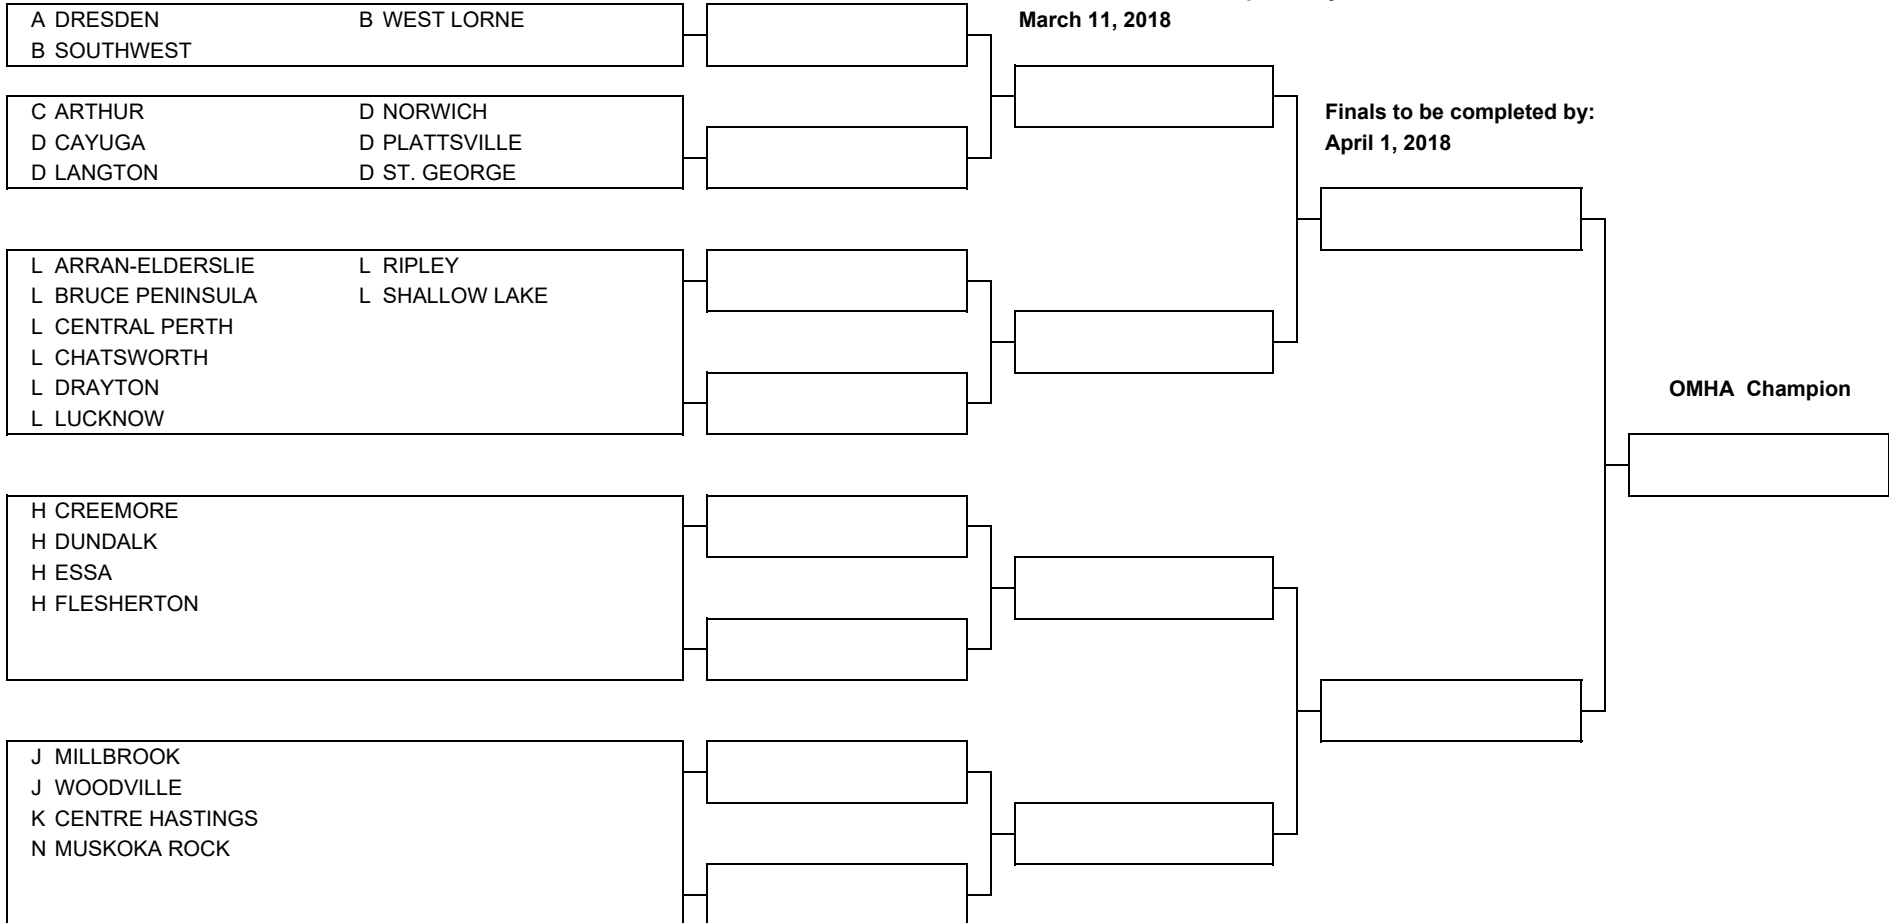 March 11, 2018
A DRESDEN B WEST LORNE
B SOUTHWEST
C ARTHUR D NORWICH
D CAYUGA D PLATTSVILLE
D LANGTON D ST. GEORGE
Finals to be completed by:
April 1, 2018
L ARRAN-ELDERSLIE L RIPLEY
L BRUCE PENINSULA L SHALLOW LAKE
L CENTRAL PERTH
L CHATSWORTH
L DRAYTON
L LUCKNOW
OMHA Champion
H CREEMORE
H DUNDALK
H ESSA
H FLESHERTON
J MILLBROOK
J WOODVILLE
K CENTRE HASTINGS
N MUSKOKA ROCK